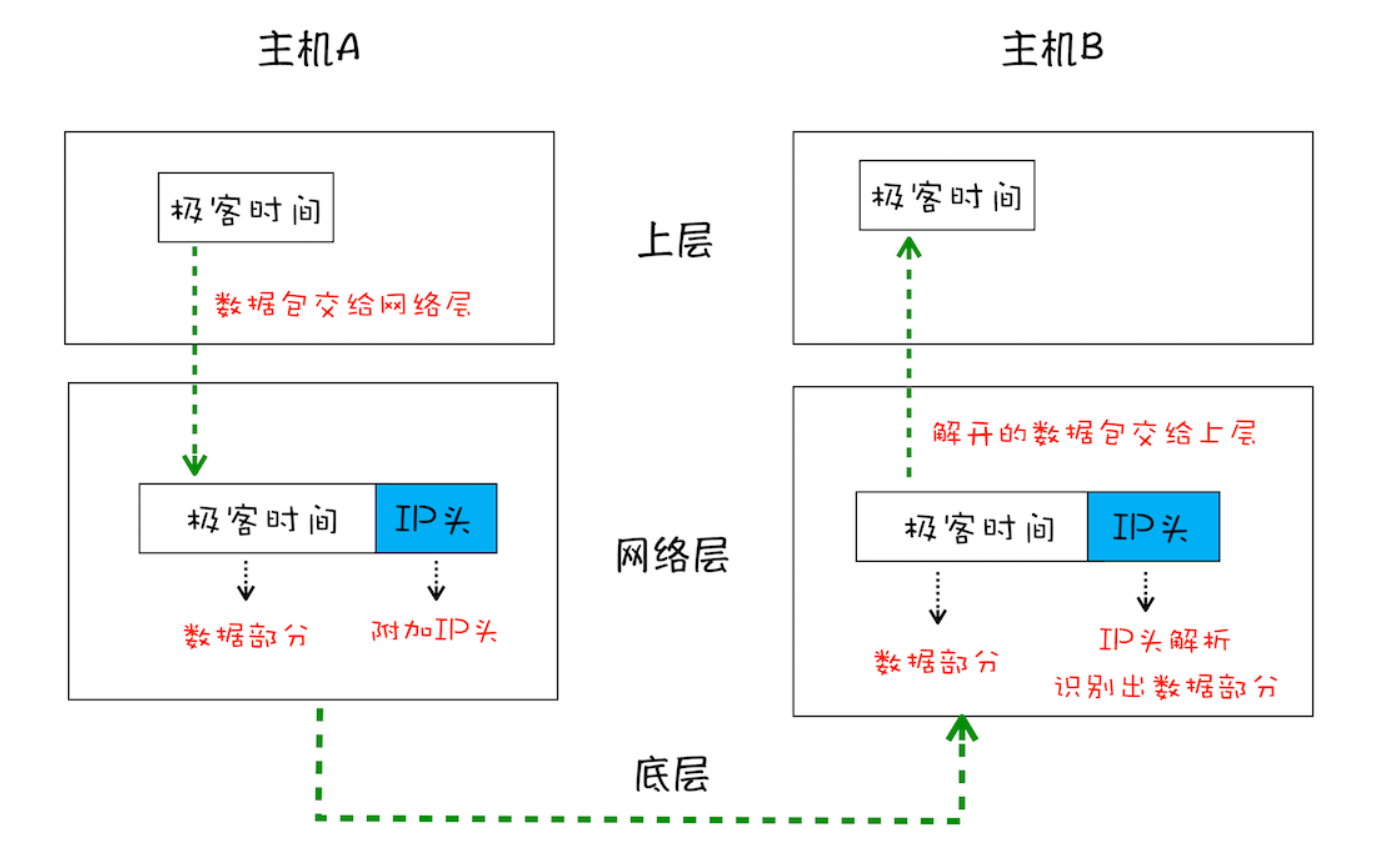 主机A
主机B
极客时间
极客时间
上层
数据包交给网络层
解开的数据包交给上层
极客时间
IP头
极客时间
IP头
网络层
数据部分
附加IP头
数据部分
IP头解析
识别出数据部分
底层